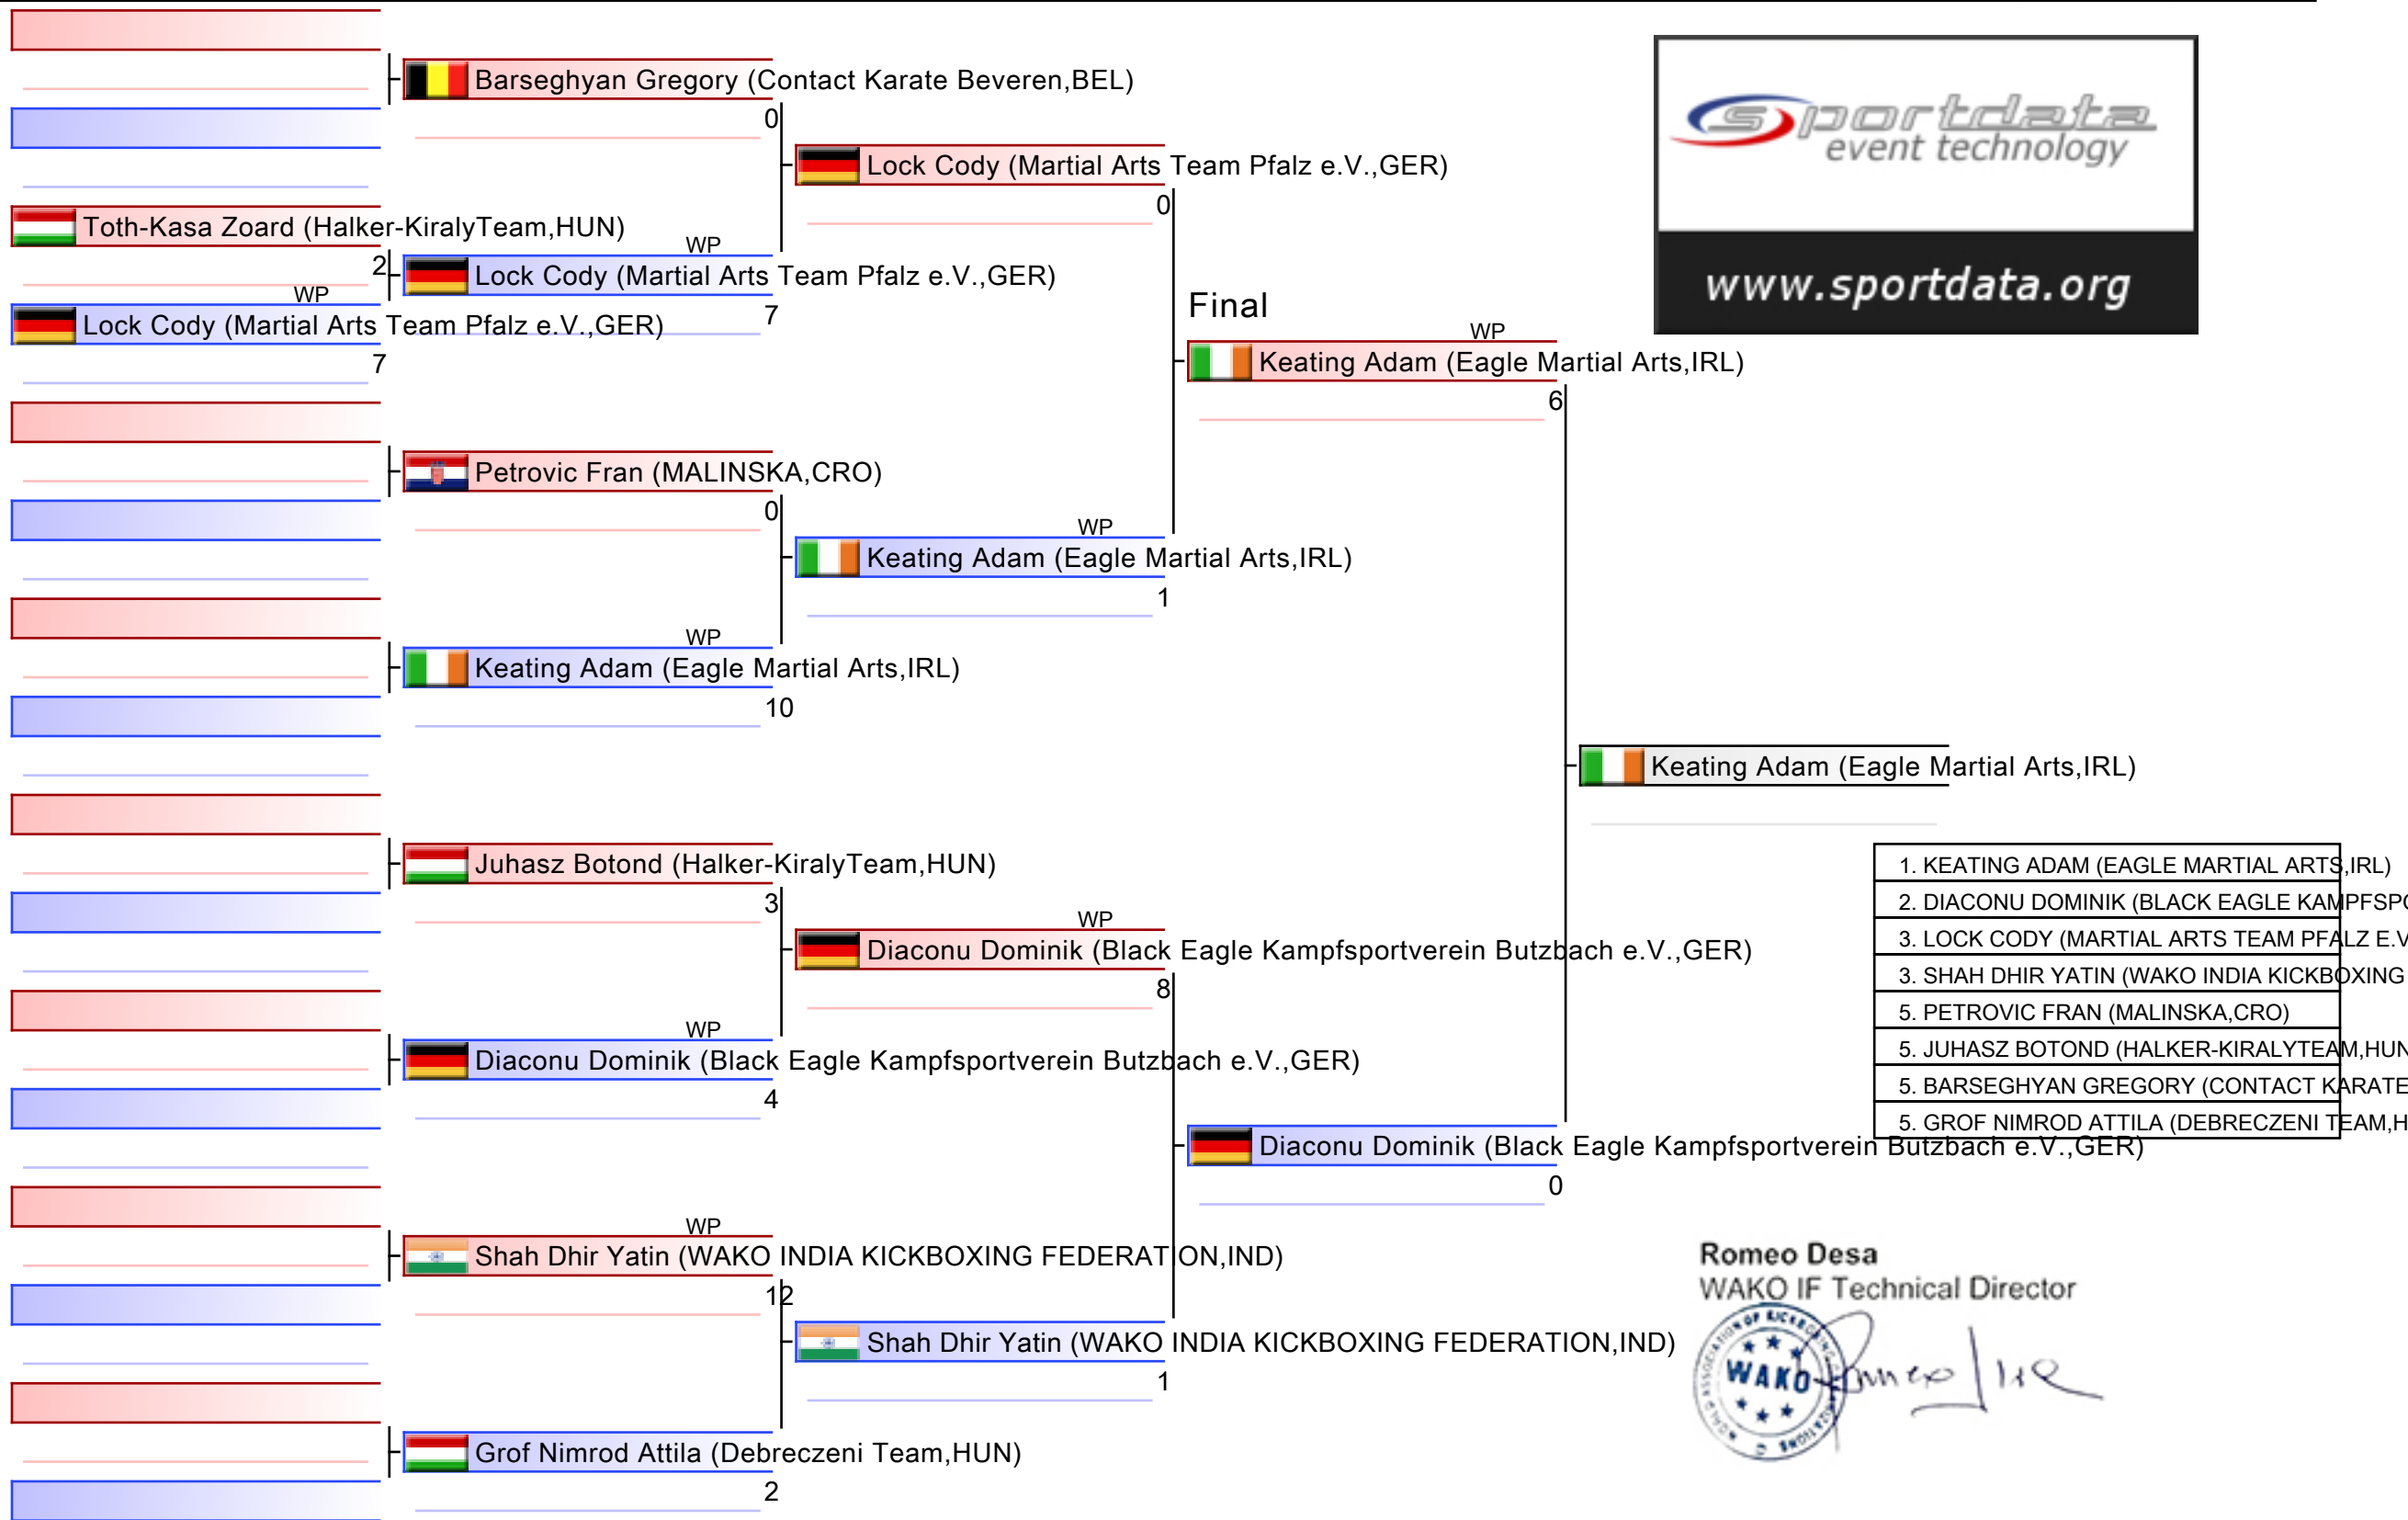 Barseghyan Gregory (Contact Karate Beveren,BEL)
0
Lock Cody (Martial Arts Team Pfalz e.V.,GER)
0
Toth-Kasa Zoard (Halker-KiralyTeam,HUN)
2
WP
Lock Cody (Martial Arts Team Pfalz e.V.,GER)
7
WP
Lock Cody (Martial Arts Team Pfalz e.V.,GER)
7
Final
WP
Keating Adam (Eagle Martial Arts,IRL)
6
Petrovic Fran (MALINSKA,CRO)
0
WP
Keating Adam (Eagle Martial Arts,IRL)
1
WP
Keating Adam (Eagle Martial Arts,IRL)
10
Keating Adam (Eagle Martial Arts,IRL)
Juhasz Botond (Halker-KiralyTeam,HUN)
3
WP
Diaconu Dominik (Black Eagle Kampfsportverein Butzbach e.V.,GER)
8
WP
Diaconu Dominik (Black Eagle Kampfsportverein Butzbach e.V.,GER)
4
Diaconu Dominik (Black Eagle Kampfsportverein Butzbach e.V.,GER)
0
WP
Shah Dhir Yatin (WAKO INDIA KICKBOXING FEDERATION,IND)
12
Shah Dhir Yatin (WAKO INDIA KICKBOXING FEDERATION,IND)
1
Grof Nimrod Attila (Debreczeni Team,HUN)
2
sportdata
event technology
www.sportdata.org
1. KEATING ADAM (EAGLE MARTIAL ARTS,IRL)
2. DIACONU DOMINIK (BLACK EAGLE KAMPFSPO
3. LOCK CODY (MARTIAL ARTS TEAM PFALZ E.V
3. SHAH DHIR YATIN (WAKO INDIA KICKBOXING
5. PETROVIC FRAN (MALINSKA,CRO)
5. JUHASZ BOTOND (HALKER-KIRALYTEAM,HUN
5. BARSEGHYAN GREGORY (CONTACT KARATE
5. GROF NIMROD ATTILA (DEBRECZENI TEAM,H
Romeo Desa
WAKO IF Technical Director
WAKO